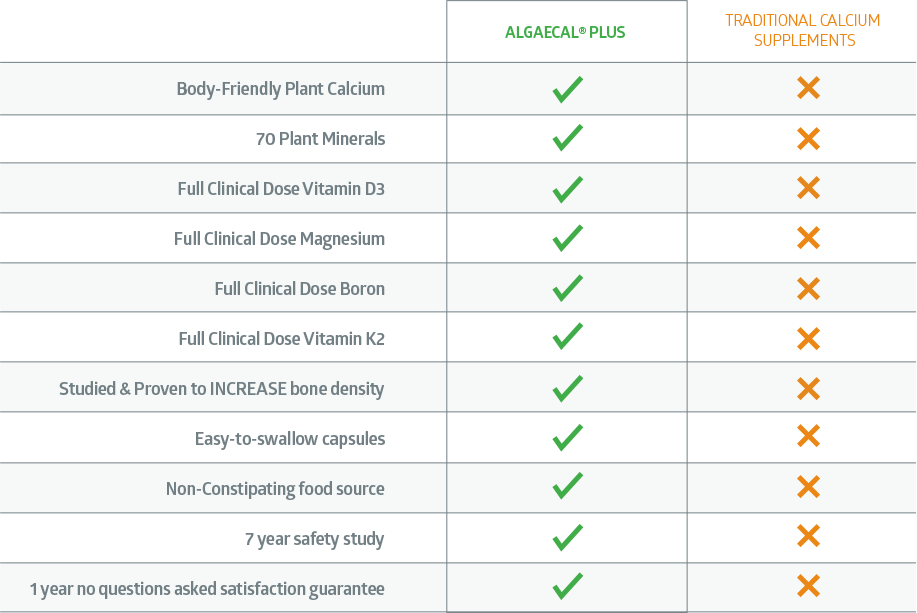 ALGAECAL® PLUS
TRADITIONAL CALCIUM
SUPPLEMENTS
Body-Friendly Plant Calcium
70 Plant Minerals
Full Clinical Dose Vitamin D3
Full Clinical Dose Magnesium
Full Clinical Dose Boron
Full Clinical Dose Vitamin K2
Studied & Proven to INCREASE bone density
Easy-to-swallow capsules
Non-Constipating food source
7 year safety study
1 year no questions asked satisfaction guarantee